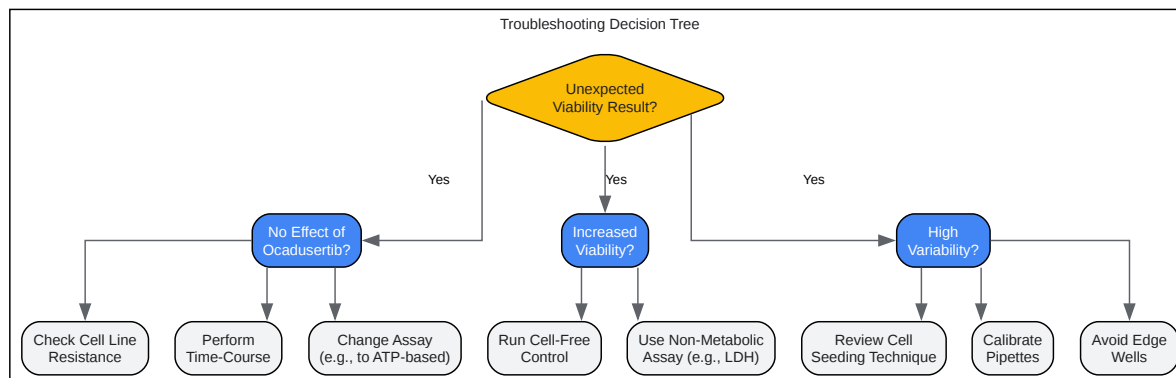 Troubleshooting Decision Tree
Unexpected
Viability Result?
Yes
Yes
Yes
No Effect of
Ocadusertib?
Increased
Viability?
High
Variability?
Check Cell Line
Resistance
Perform
Time-Course
Change Assay
(e.g., to ATP-based)
Run Cell-Free
Control
Use Non-Metabolic
Assay (e.g., LDH)
Review Cell
Seeding Technique
Calibrate
Pipettes
Avoid Edge
Wells